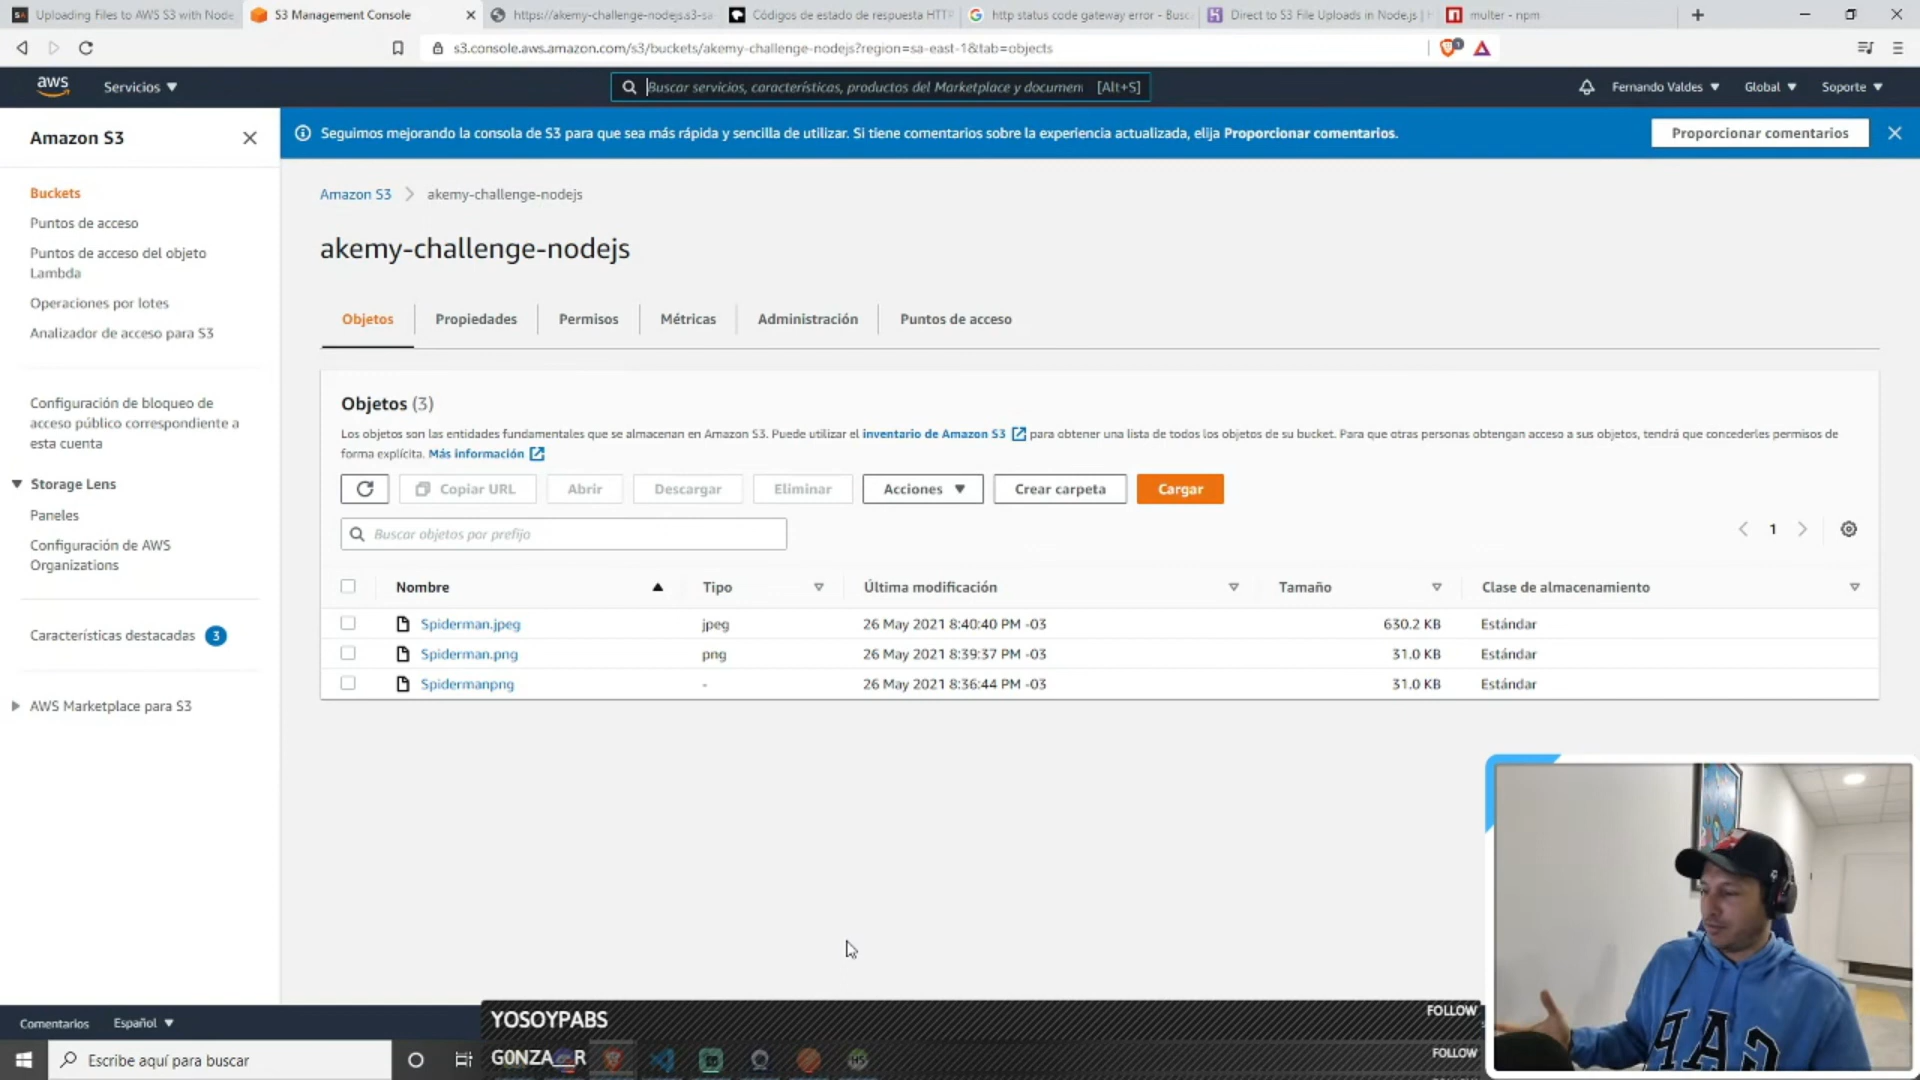 Uploading Files to AWS S3 with Node
S3 Management Console
https://akemy-challenge-nodejs.s3-sa-
Códigos de estado de respuesta HTT
http status code gateway error - Busc
Direct to S3 File Uploads in Node.js | H
multer - npm
s3.console.aws.amazon.com/s3/buckets/akemy-challenge-nodejs?region=sa-east-1&tab=objects
aws
Servicios
Buscar servicios, características, productos del Marketplace y documen
[Alt+S]
Fernando Valdes
Global
Soporte
Amazon S3
Seguimos mejorando la consola de S3 para que sea más rápida y sencilla de utilizar. Si tiene comentarios sobre la experiencia actualizada, elija Proporcionar comentarios.
Proporcionar comentarios
Buckets
Puntos de acceso
Puntos de acceso del objeto
Lambda
Operaciones por lotes
Analizador de acceso para S3
Configuración de bloqueo de
acceso público correspondiente a
esta cuenta
Storage Lens
Paneles
Configuración de AWS
Organizations
Características destacadas 3
AWS Marketplace para S3
Amazon S3
akemy-challenge-nodejs
akemy-challenge-nodejs
Objetos
Propiedades
Permisos
Métricas
Administración
Puntos de acceso
Objetos (3)
Los objetos son las entidades fundamentales que se almacenan en Amazon S3. Puede utilizar el inventario de Amazon S3 para obtener una lista de todos los objetos de su bucket. Para que otras personas obtengan acceso a sus objetos, tendrá que concederles permisos de
forma explícita. Más información
Copiar URL
Abrir
Descargar
Eliminar
Acciones
Crear carpeta
Cargar
Buscar objetos por prefijo
1
Nombre
Tipo
Última modificación
Tamaño
Clase de almacenamiento
Spiderman.jpeg
jpeg
26 May 2021 8:40:40 PM -03
630.2 KB
Estándar
Spiderman.png
png
26 May 2021 8:39:37 PM -03
31.0 KB
Estándar
Spidermanpng
-
26 May 2021 8:36:44 PM -03
31.0 KB
Estándar
GAP
Comentarios
Español
YOSOYPABS
FOLLOW
Escribe aquí para buscar
G0NZA__R
HS
FOLLOW